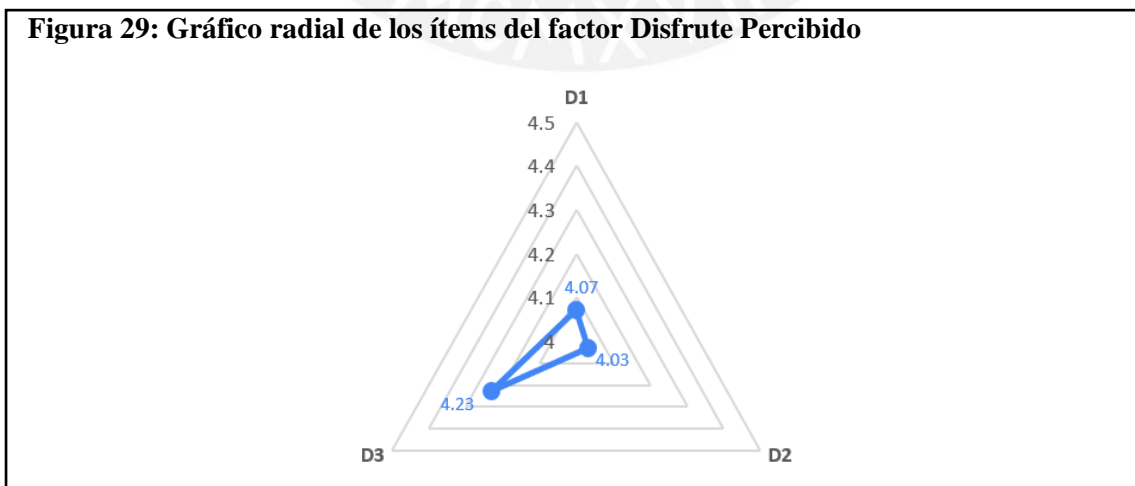 Figura 29: Gráfico radial de los ítems del factor Disfrute Percibido
D1
4.5
4.4
4.3
4.2
4.07
4.1
4
4.03
4.23
D3
D2